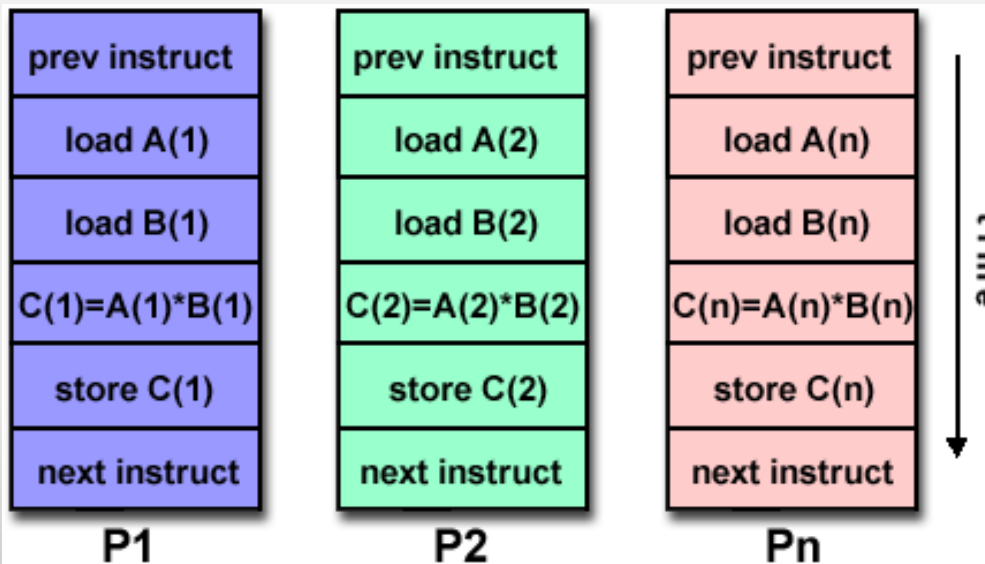 prev instruct
load A(1)
load B(1)
C(1)=A(1)*B(1)
store C(1)
next instruct
P1
prev instruct
load A(2)
load B(2)
C(2)=A(2)*B(2)
store C(2)
next instruct
P2
prev instruct
load A(n)
load B(n)
C(n)=A(n)*B(n)
store C(n)
next instruct
Pn
time